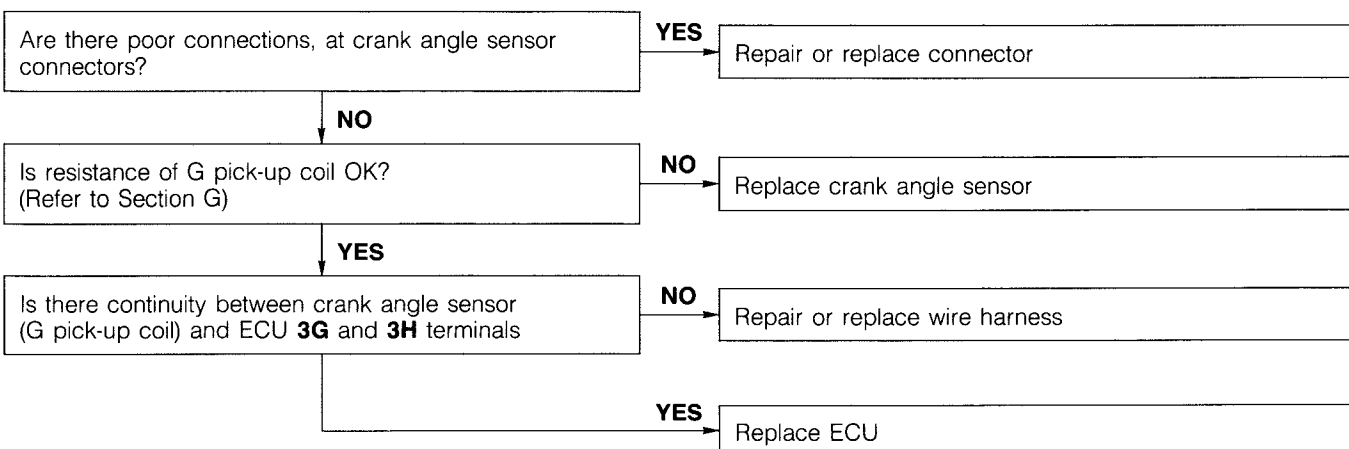 Are there poor connections, at crank angle sensor
connectors?
YES
Repair or replace connector
NO
Is resistance of G pick-up coil OK?
(Refer to Section G)
NO
Replace crank angle sensor
YES
Is there continuity between crank angle sensor
(G pick-up coil) and ECU 3G and 3H terminals
NO
Repair or replace wire harness
YES
Replace ECU